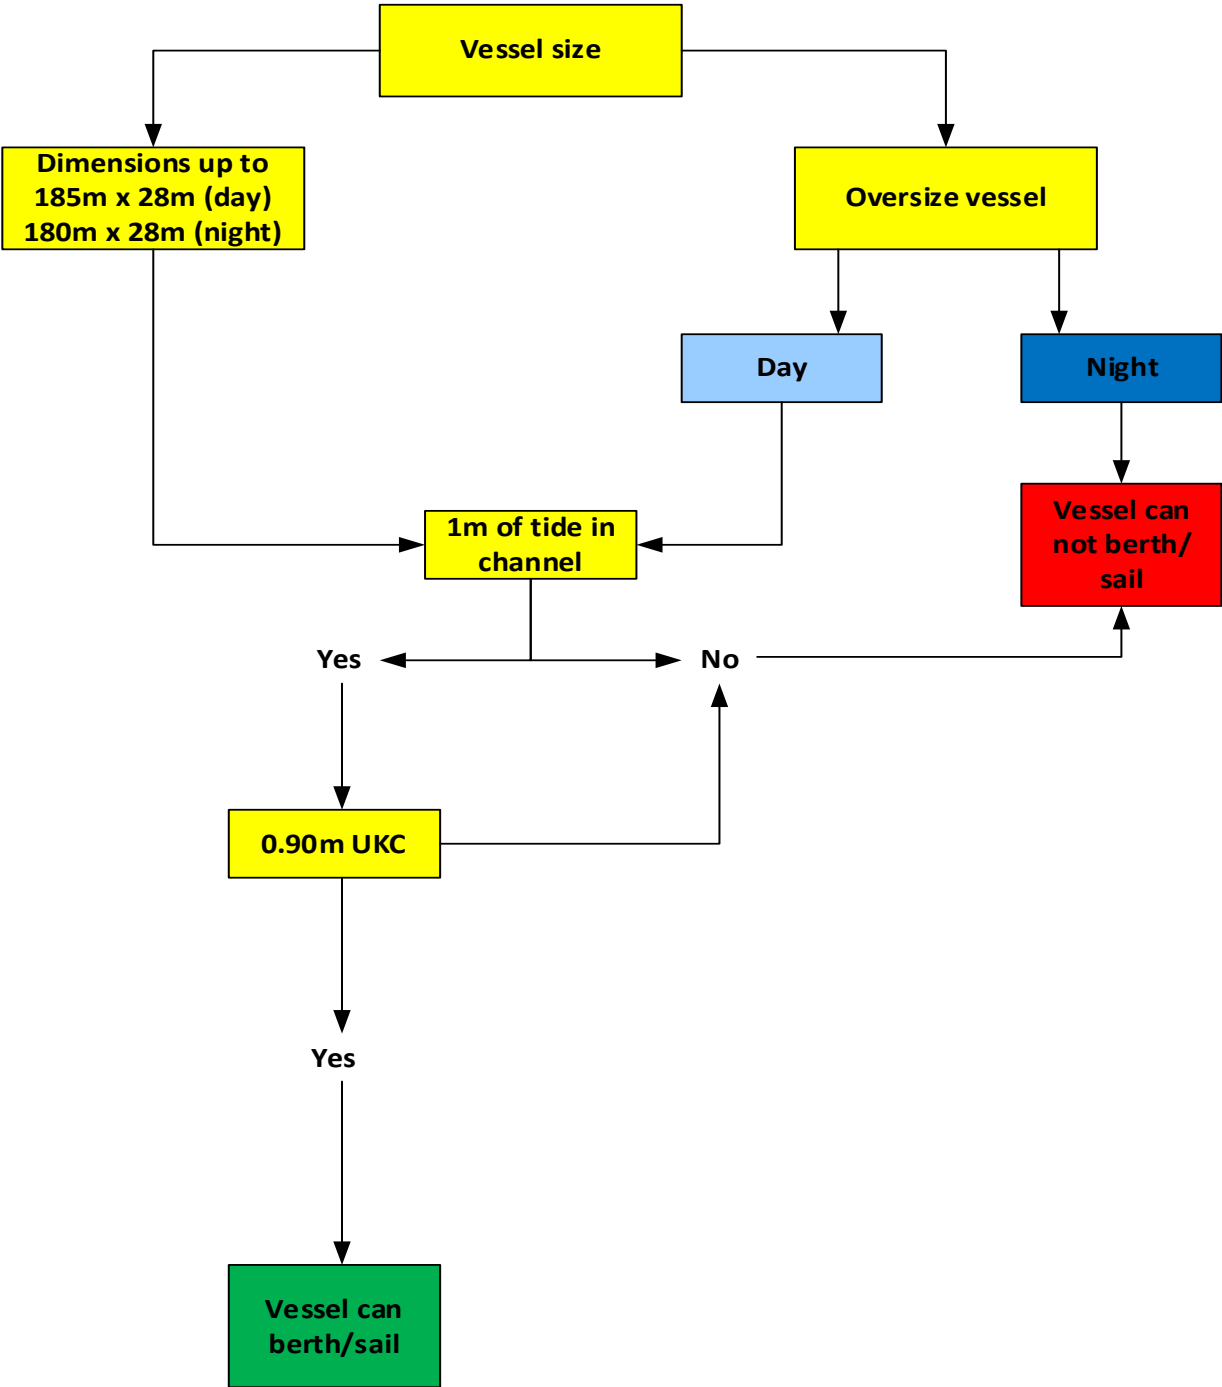 Vessel size
Dimensions up to
185m x 28m (day)
180m x 28m (night)
Oversize vessel
Day
Night
Vessel can
not berth/
sail
1m of tide in
channel
Yes
No
0.90m UKC
Yes
Vessel can
berth/sail